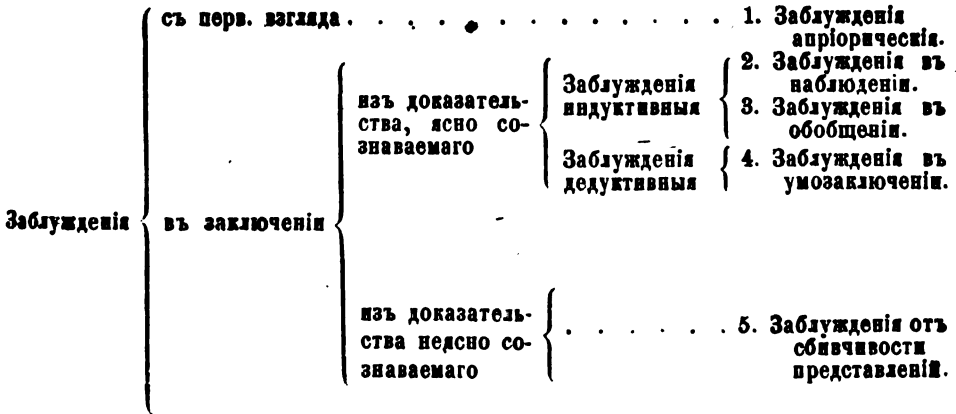 съ перв. взгляда . . . . . . . . . . . . . 1. Заблужденія
апріорическія.
изъ доказатель-
ства, ясно со-
знаваемаго
Заблужденія
индуктивныя
2. Заблужденія въ
наблюденіи.
3. Заблужденія въ
обобщеніи.
Заблужденія
дедуктивныя
4. Заблужденія въ
умозаключеніи.
Заблужденія
въ заключеніи
изъ доказатель-
ства неясно со-
знаваемаго
. . . . . . 5. Заблужденія отъ
сбивчивости
представленій.